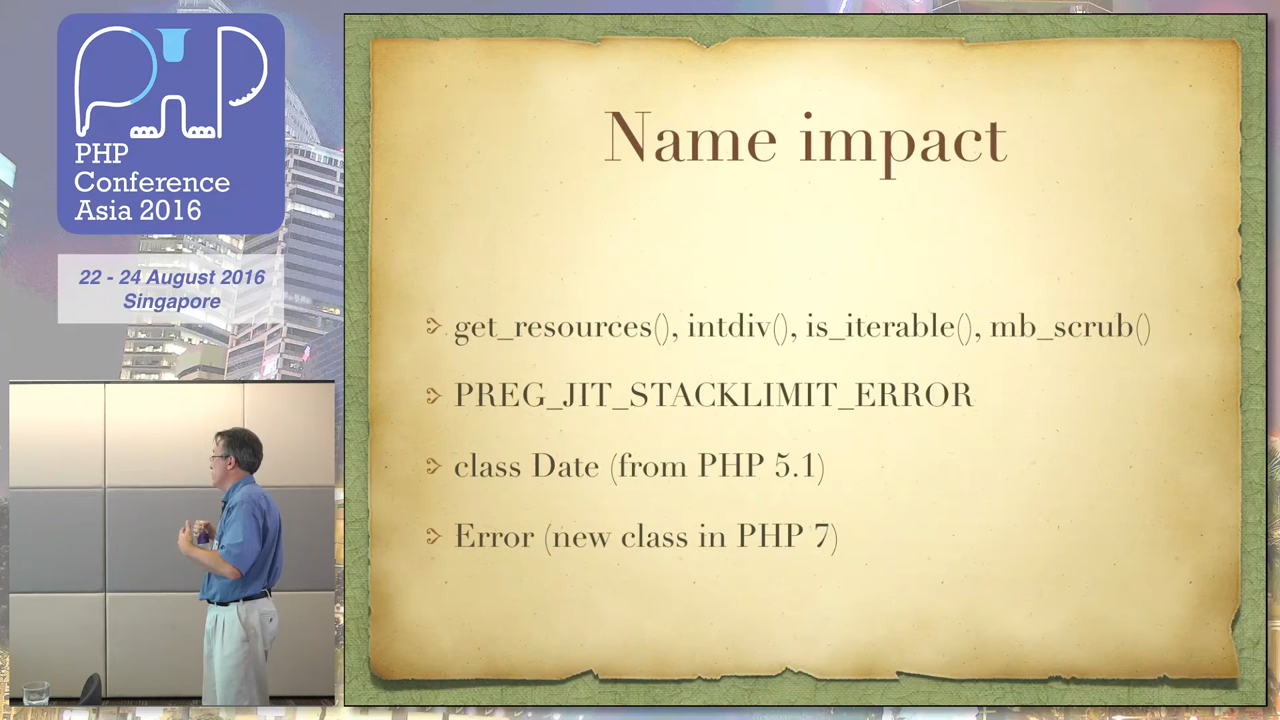 PHP
PHP
Conference
Asia 2016
22 - 24 August 2016
Singapore
Name impact
get_resources(), intdiv(), is_iterable(), mb_scrub()
PREG_JIT_STACKLIMIT_ERROR
class Date (from PHP 5.1)
Error (new class in PHP 7)